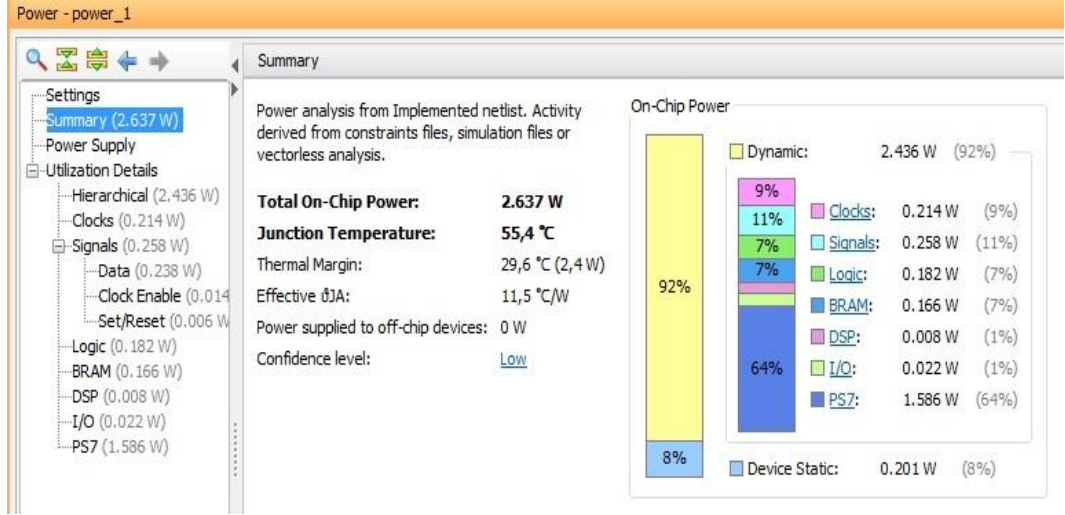 Power - power_1
Settings
Summary (2.637 W)
Power Supply
Utilization Details
Hierarchical (2.436 W)
Clocks (0.214 W)
Signals (0.258 W)
Data (0.238 W)
Clock Enable (0.014
Set/Reset (0.006 W
Logic (0.182 W)
BRAM (0.166 W)
DSP (0.008 W)
I/O (0.022 W)
PS7 (1.586 W)
Summary
Power analysis from Implemented netlist. Activity
derived from constraints files, simulation files or
vectorless analysis.
Total On-Chip Power: 2.637 W
Junction Temperature: 55,4 °C
Thermal Margin: 29,6 °C (2,4 W)
Effective ϑJA: 11,5 °C/W
Power supplied to off-chip devices: 0 W
Confidence level: Low
On-Chip Power
92%
8%
Dynamic: 2.436 W (92%)
9%
11%
7%
7%
64%
Clocks: 0.214 W (9%)
Signals: 0.258 W (11%)
Logic: 0.182 W (7%)
BRAM: 0.166 W (7%)
DSP: 0.008 W (1%)
I/O: 0.022 W (1%)
PS7: 1.586 W (64%)
Device Static: 0.201 W (8%)